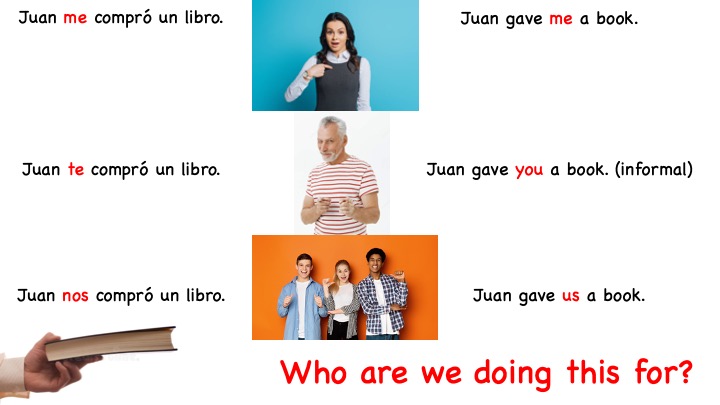 Juan me compró un libro.
Juan gave me a book.
Juan te compró un libro.
Juan gave you a book. (informal)
Juan nos compró un libro.
Juan gave us a book.
Who are we doing this for?